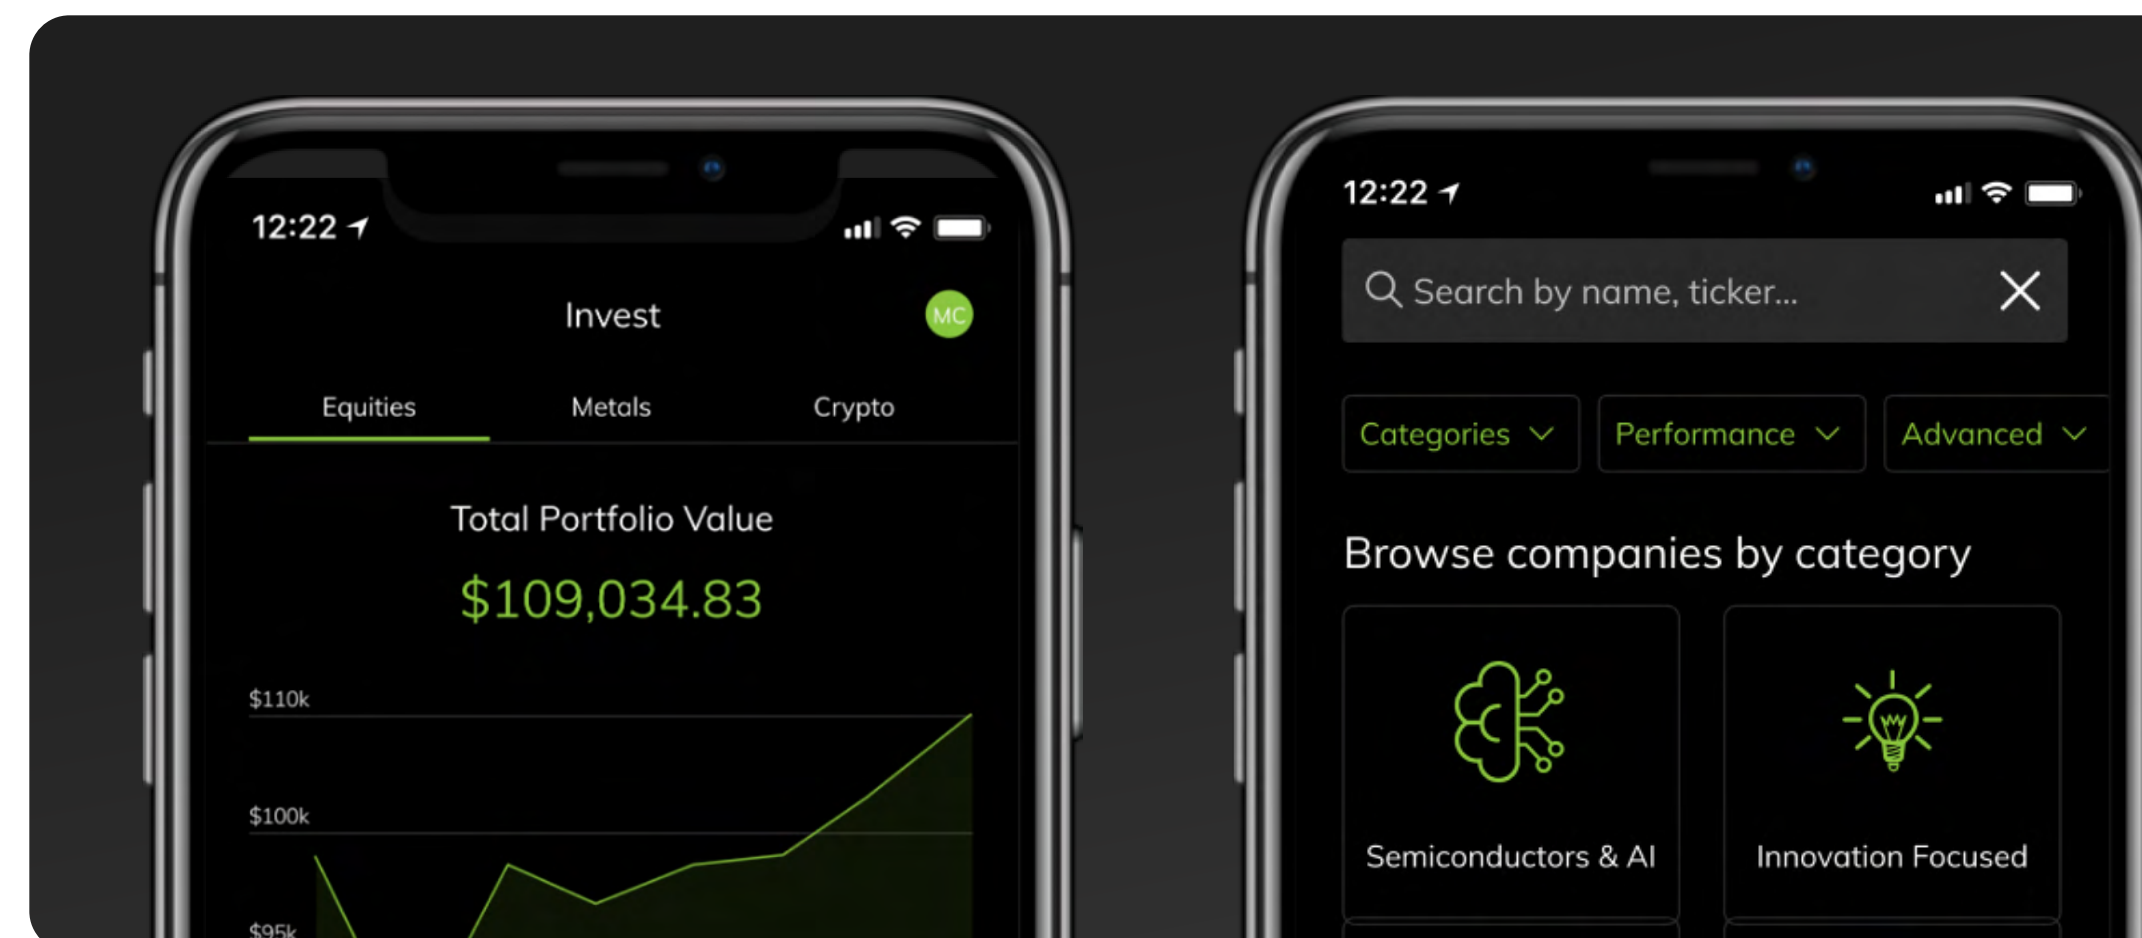 12:22
Invest
MC
Equities
Metals
Crypto
Total Portfolio Value
$109,034.83
$110k
$100k
$95k
12:22
Search by name, ticker...
Categories
Performance
Advanced
Browse companies by category
Semiconductors & AI
Innovation Focused